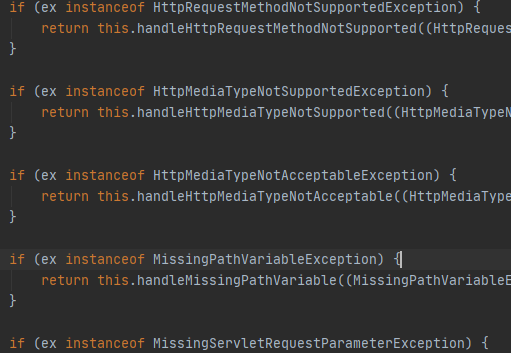 if (ex instanceof HttpRequestMethodNotSupportedException) {
return this.handleHttpRequestMethodNotSupported((HttpReques
}
if (ex instanceof HttpMediaTypeNotSupportedException) {
return this.handleHttpMediaTypeNotSupported((HttpMediaTypeN
}
if (ex instanceof HttpMediaTypeNotAcceptableException) {
return this.handleHttpMediaTypeNotAcceptable((HttpMediaType
}
if (ex instanceof MissingPathVariableException) {
return this.handleMissingPathVariable((MissingPathVariableE
}
if (ex instanceof MissingServletRequestParameterException) {